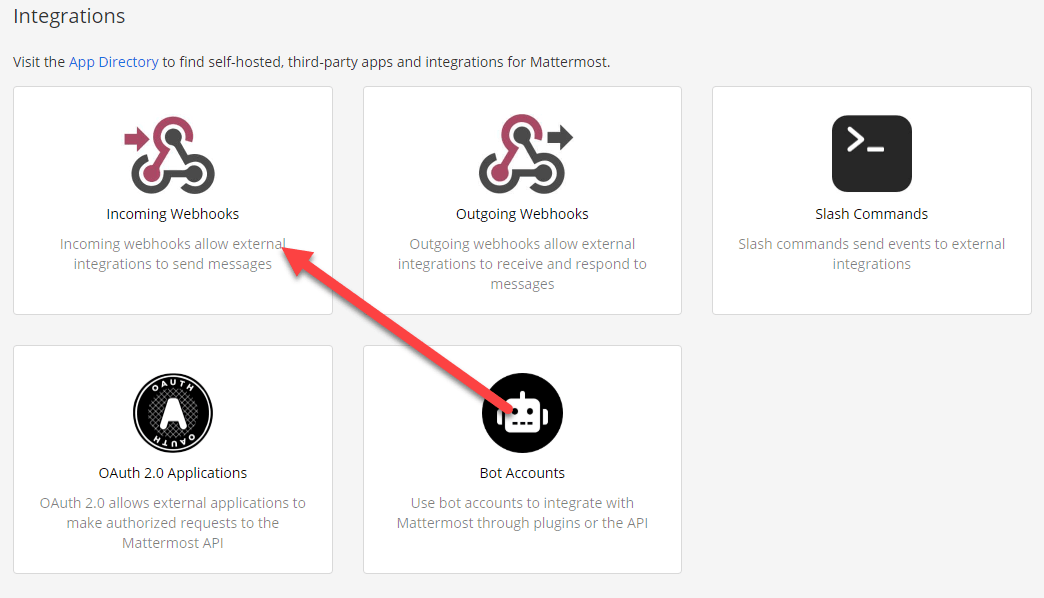 Integrations
Visit the App Directory to find self-hosted, third-party apps and integrations for Mattermost.
Incoming Webhooks
Incoming webhooks allow external
integrations to send messages
Outgoing Webhooks
Outgoing webhooks allow external
integrations to receive and respond to
messages
Slash Commands
Slash commands send events to external
integrations
OAUTH
A
OAUTH
OAuth 2.0 Applications
OAuth 2.0 allows external applications to
make authorized requests to the
Mattermost API
Bot Accounts
Use bot accounts to integrate with
Mattermost through plugins or the API